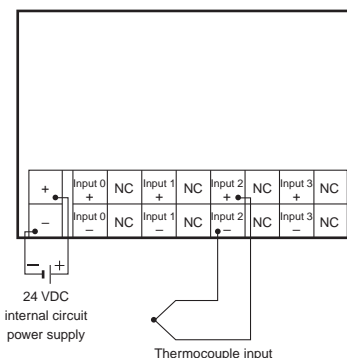 + Input 0 + NC Input 1 + NC Input 2 + NC Input 3 + NC
– Input 0 – NC Input 1 – NC Input 2 – NC Input 3 – NC
– +
24 VDC
internal circuit
power supply
Thermocouple input